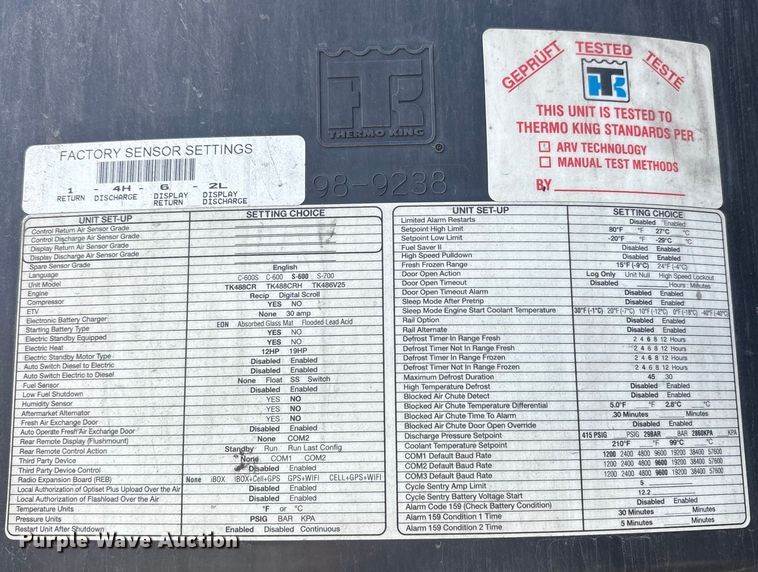 THERMO KING
®
98-9238
GEPRÜFT TESTED TESTÉ
THIS UNIT IS TESTED TO
THERMO KING STANDARDS PER
ARV TECHNOLOGY
MANUAL TEST METHODS
BY
FACTORY SENSOR SETTINGS
1 - 4H - 6 - 2L
RETURN DISCHARGE DISPLAY RETURN DISPLAY DISCHARGE
UNIT SET-UP SETTING CHOICE
Control Return Air Sensor Grade
Control Discharge Air Sensor Grade
Display Return Air Sensor Grade
Display Discharge Air Sensor Grade
Spare Sensor Grade
Language English
Unit Model C-600S C-600 S-600 S-700
Engine TK488CR TK488CRH TK486V25
Compressor Recip Digital Scroll
ETV YES NO
Electronic Battery Charger None 30 amp
Starting Battery Type EON Absorbed Glass Mat Flooded Lead Acid
Electric Standby Equipped YES NO
Electric Heat YES NO
Electric Standby Motor Type 12HP 19HP
Auto Switch Diesel to Electric Disabled Enabled
Auto Switch Electric to Diesel Disabled Enabled
Fuel Sensor None Float SS Switch
Low Fuel Shutdown Disabled Enabled
Humidity Sensor YES NO
Aftermarket Alternator YES NO
Fresh Air Exchange Door YES NO
Auto Operate Fresh Air Exchange Door Disabled Enabled
Rear Remote Display (Flushmount) None COM2
Rear Remote Control Action Standby Run Run Last Config
Third Party Device None COM1 COM2
Third Party Device Control Disabled Enabled
Radio Expansion Board (REB) None iBOX iBOX+Cell+GPS GPS+WIFI CELL+GPS+WIFI
Local Authorization of Optiset Plus Upload Over the Air Disabled Enabled
Local Authorization of Flashload Over the Air Disabled Enabled
Temperature Units °F or °C
Pressure Units PSIG BAR KPA
Restart Unit After Shutdown Enabled Disabled Continuous
UNIT SET-UP SETTING CHOICE
Limited Alarm Restarts Disabled Enabled
Setpoint High Limit 80°F °F 27°C °C
Setpoint Low Limit -20°F °F -29°C °C
Fuel Saver II Disabled Enabled
High Speed Pulldown Disabled Enabled
Fresh Frozen Range 15°F (-9°C) 24°F (-4°C)
Door Open Action Log Only Unit Null High Speed Lockout
Door Open Timeout Disabled Hours : Minutes
Door Open Timeout Alarm Disabled Enabled
Sleep Mode After Pretrip Disabled Enabled
Sleep Mode Engine Start Coolant Temperature 30°F (-1°C) 20°F (-7°C) 10°F (-12°C) 0°F (-18°C) -40°F (-40°C)
Rail Option Disabled Enabled
Rail Alternate Disabled Enabled
Defrost Timer In Range Fresh 2 4 6 8 12 Hours
Defrost Timer Not In Range Fresh 2 4 6 8 12 Hours
Defrost Timer In Range Frozen 2 4 6 8 12 Hours
Defrost Timer Not In Range Frozen 2 4 6 8 12 Hours
Maximum Defrost Duration 45 30
High Temperature Defrost Disabled Enabled
Blocked Air Chute Detect Disabled Enabled
Blocked Air Chute Temperature Differential 5.0°F °F 2.8°C °C
Blocked Air Chute Time To Alarm 30 Minutes Minutes
Blocked Air Chute Door Open Override Disabled Enabled
Discharge Pressure Setpoint 415 PSIG PSIG 29BAR BAR 2860KPA KPA
Coolant Temperature Setpoint 210°F °F 99°C °C
COM1 Default Baud Rate 1200 2400 4800 9600 19200 38400 57600
COM2 Default Baud Rate 1200 2400 4800 9600 19200 38400 57600
COM3 Default Baud Rate 1200 2400 4800 9600 19200 38400 57600
Cycle Sentry Amp Limit 5
Cycle Sentry Battery Voltage Start 12.2
Alarm Code 159 (Check Battery Condition) Disabled Enabled
Alarm 159 Condition 1 Time 30 Minutes Minutes
Alarm 159 Condition 2 Time 5 Minutes Minutes
Purple Wave Auction